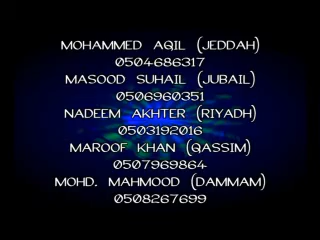 MOHAMMED AQIL (JEDDAH)
0504686317
MASOOD SUHAIL (JUBAIL)
0506960351
NADEEM AKHTER (RIYADH)
0503192016
MAROOF KHAN (QASSIM)
0507969864
MOHD. MAHMOOD (DAMMAM)
0508267699